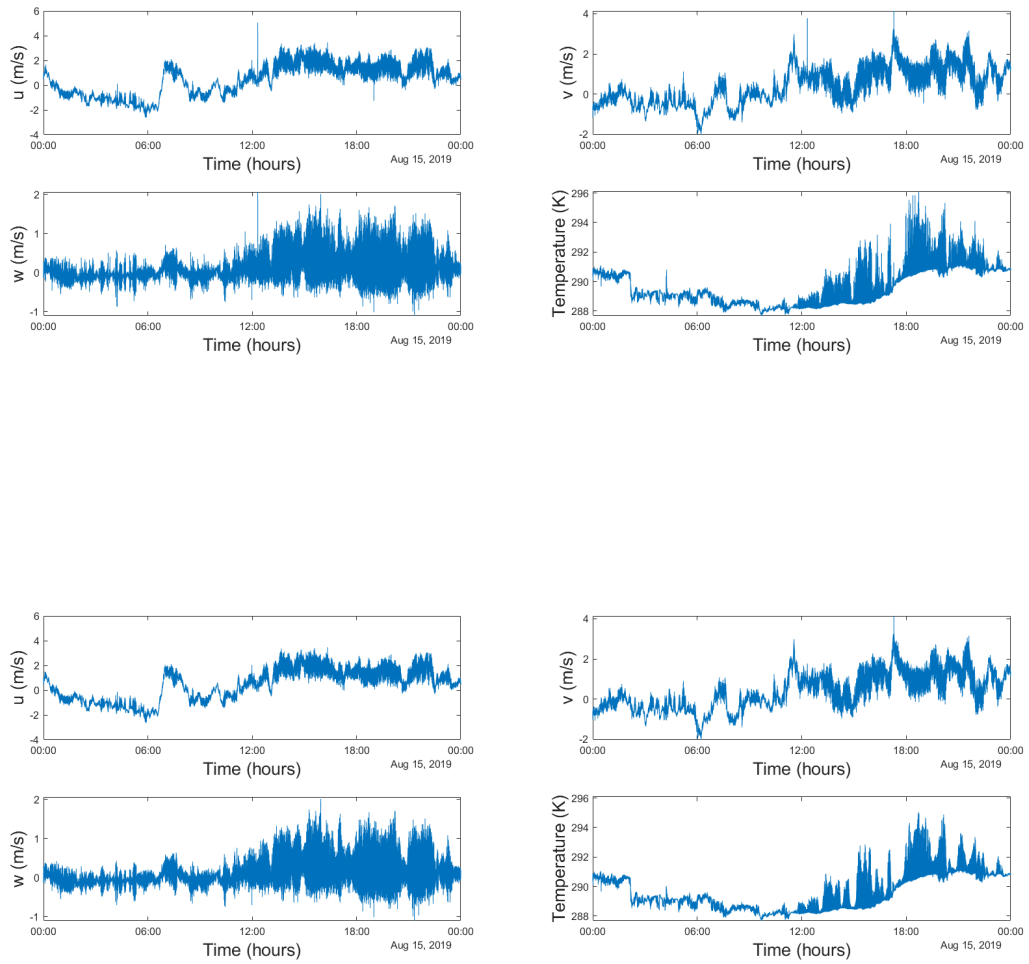 u (m/s)
6
4
2
0
-2
-4
00:00 06:00 12:00 18:00 00:00
Time (hours)
Aug 15, 2019
v (m/s)
4
2
0
-2
00:00 06:00 12:00 18:00 00:00
Time (hours)
Aug 15, 2019
w (m/s)
2
1
0
-1
00:00 06:00 12:00 18:00 00:00
Time (hours)
Aug 15, 2019
Temperature (K)
296
294
292
290
288
00:00 06:00 12:00 18:00 00:00
Time (hours)
Aug 15, 2019
u (m/s)
6
4
2
0
-2
-4
00:00 06:00 12:00 18:00 00:00
Time (hours)
Aug 15, 2019
v (m/s)
4
2
0
-2
00:00 06:00 12:00 18:00 00:00
Time (hours)
Aug 15, 2019
w (m/s)
2
1
0
-1
00:00 06:00 12:00 18:00 00:00
Time (hours)
Aug 15, 2019
Temperature (K)
296
294
292
290
288
00:00 06:00 12:00 18:00 00:00
Time (hours)
Aug 15, 2019